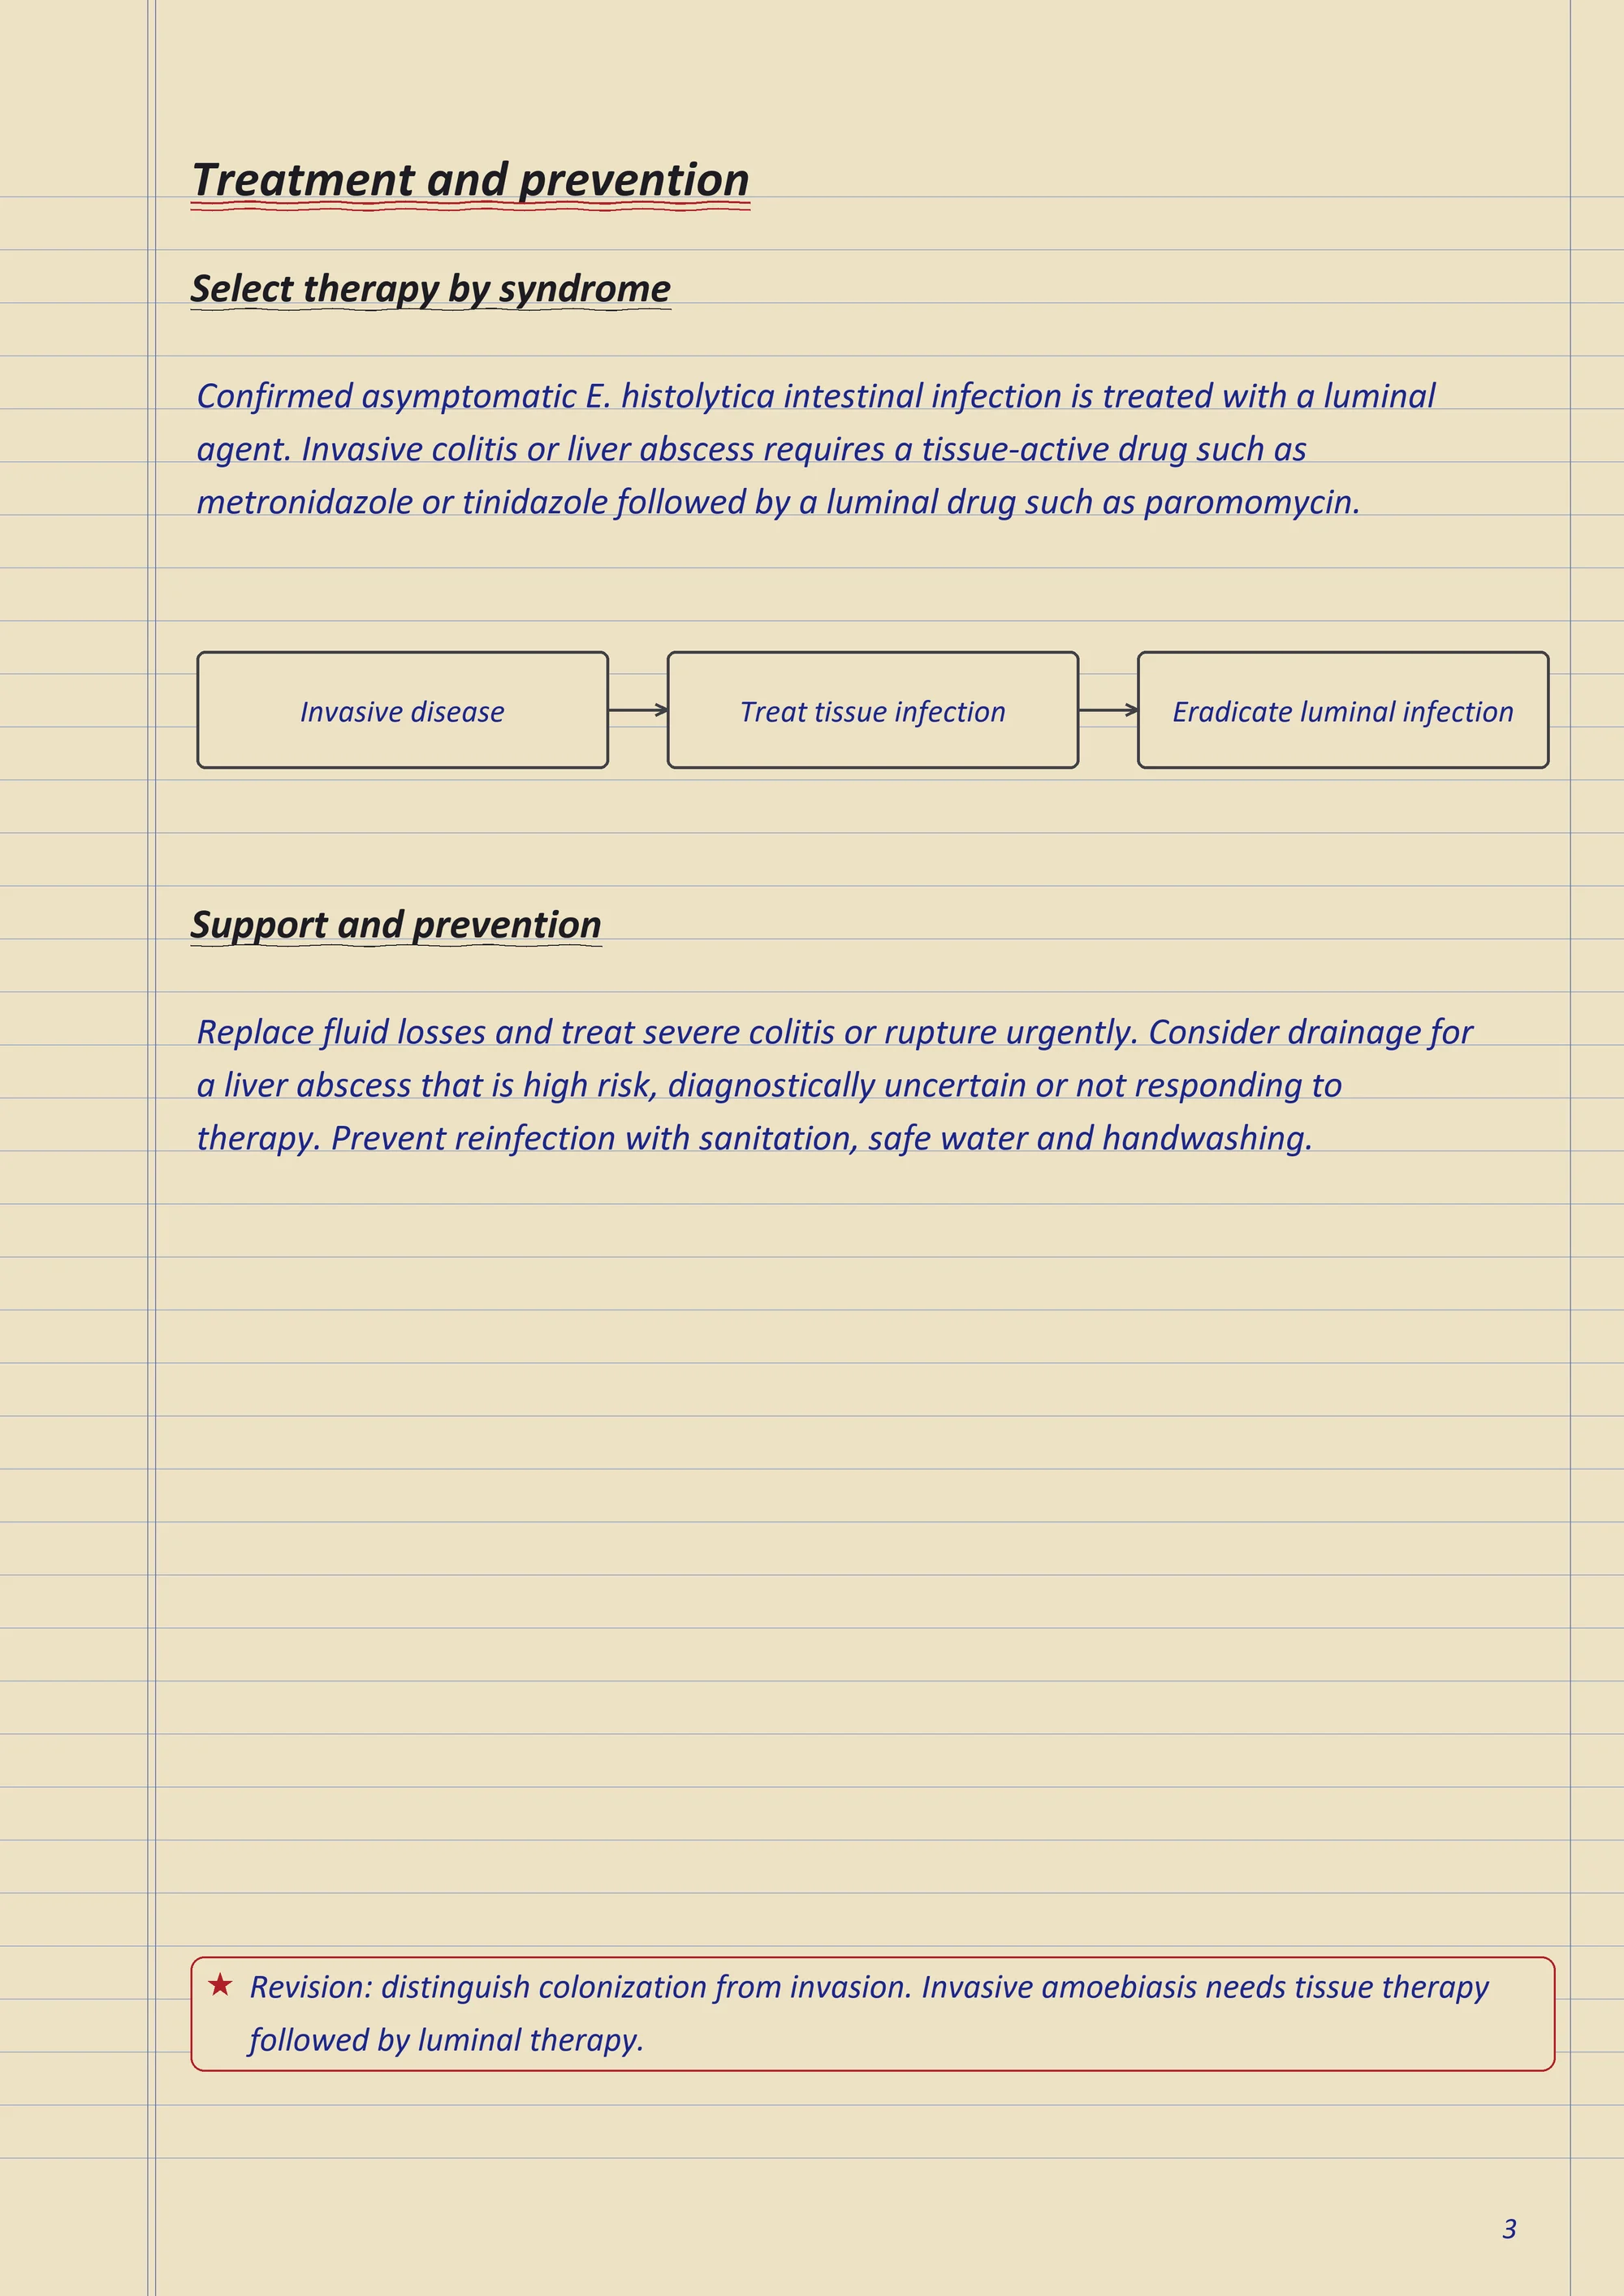 Treatment and prevention
Select therapy by syndrome
Confirmed asymptomatic E. histolytica intestinal infection is treated with a luminal
agent. Invasive colitis or liver abscess requires a tissue-active drug such as
metronidazole or tinidazole followed by a luminal drug such as paromomycin.
Invasive disease
Treat tissue infection
Eradicate luminal infection
Support and prevention
Replace fluid losses and treat severe colitis or rupture urgently. Consider drainage for
a liver abscess that is high risk, diagnostically uncertain or not responding to
therapy. Prevent reinfection with sanitation, safe water and handwashing.
★ Revision: distinguish colonization from invasion. Invasive amoebiasis needs tissue therapy
followed by luminal therapy.
3